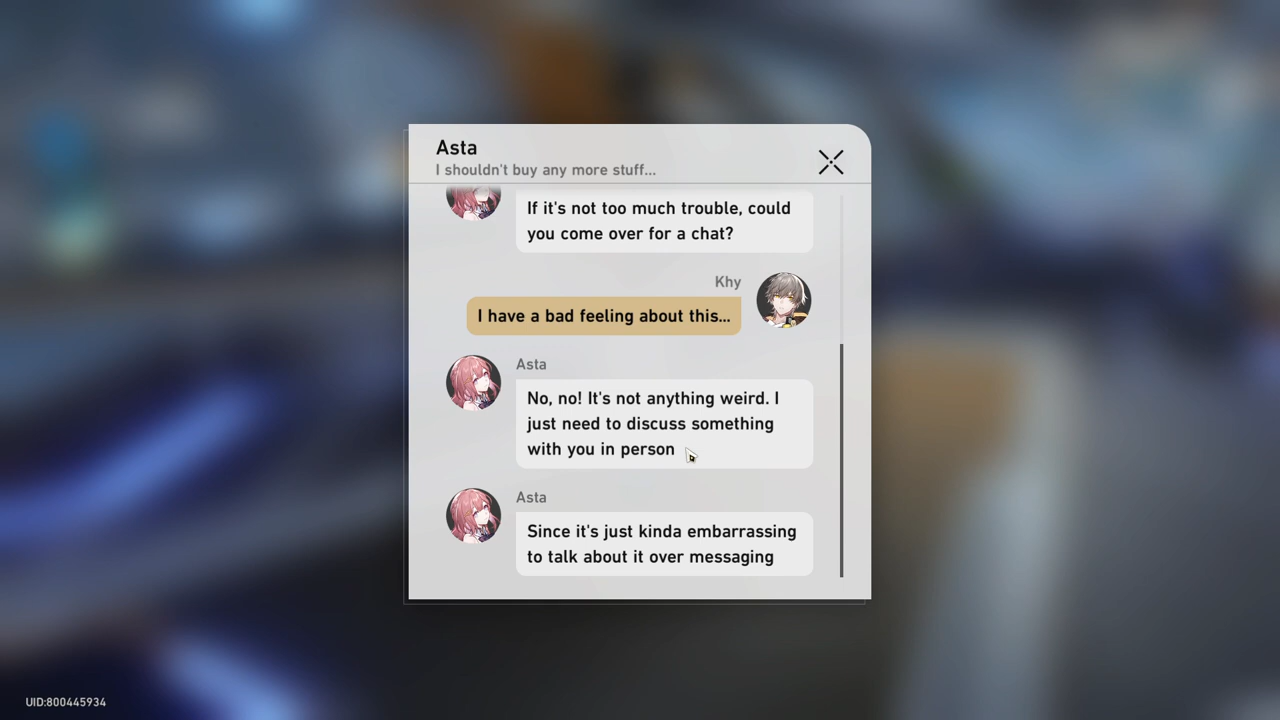 Asta
I shouldn't buy any more stuff...
If it's not too much trouble, could
you come over for a chat?
Khy
I have a bad feeling about this...
Asta
No, no! It's not anything weird. I
just need to discuss something
with you in person
Asta
Since it's just kinda embarrassing
to talk about it over messaging
UID:800445934